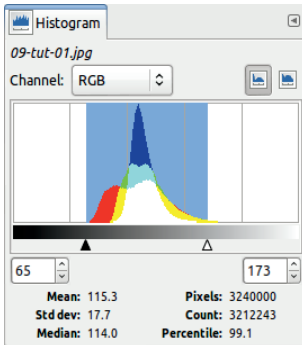 Histogram
09-tut-01.jpg
Channel: RGB
65 173
Mean: 115.3 Pixels: 3240000
Std dev: 17.7 Count: 3212243
Median: 114.0 Percentile: 99.1